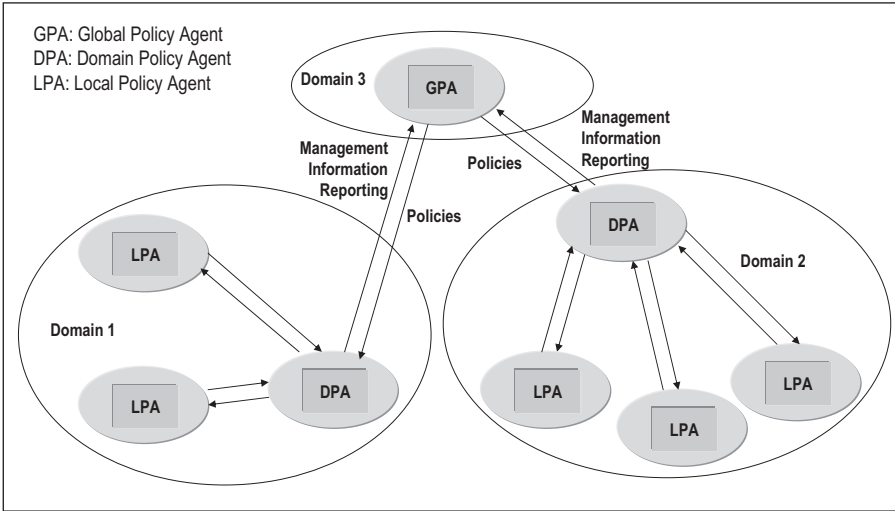 GPA: Global Policy Agent
DPA: Domain Policy Agent
LPA: Local Policy Agent
Domain 3
GPA
Management
Information
Reporting
Policies
Management
Information
Reporting
Policies
LPA
Domain 1
LPA
DPA
DPA
Domain 2
LPA
LPA
LPA